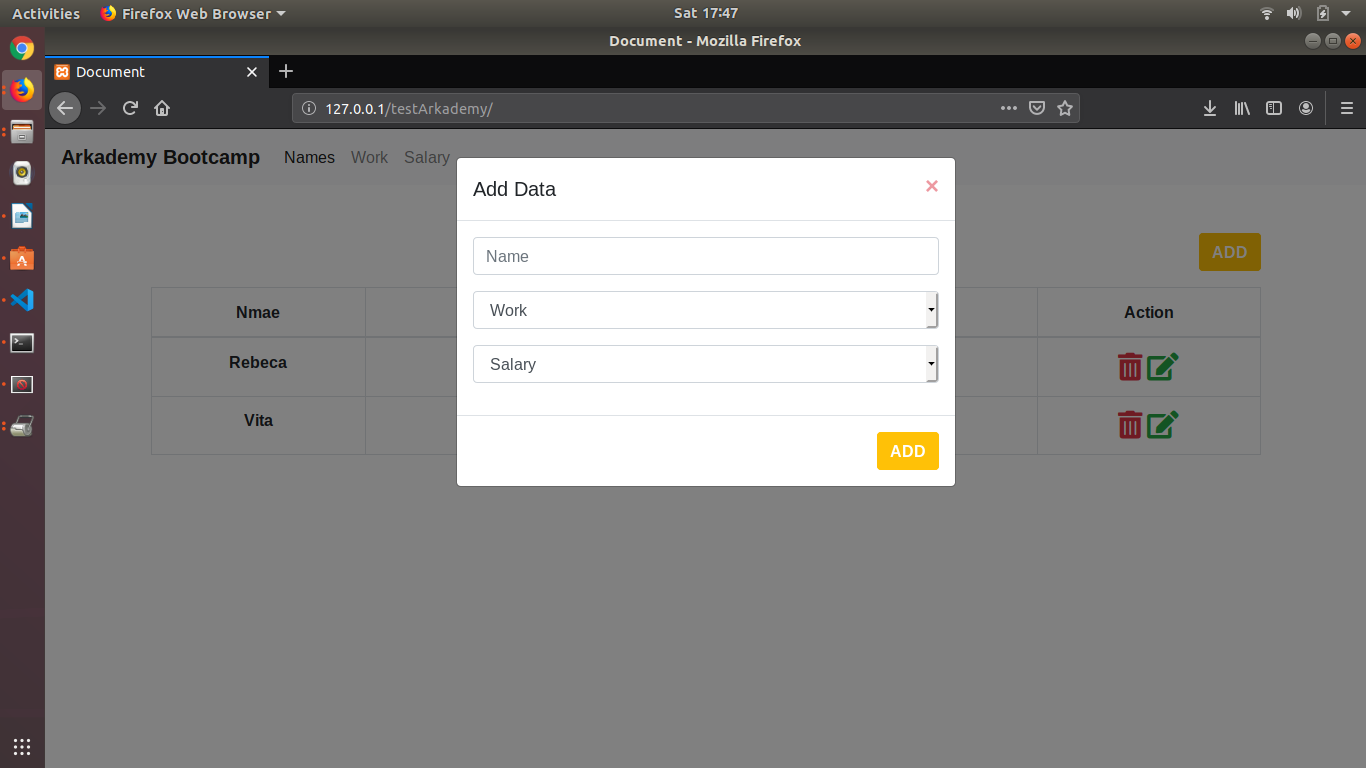 Activities Firefox Web Browser Sat 17:47
Document - Mozilla Firefox
Document
127.0.0.1/testArkademy/
Arkademy Bootcamp Names Work Salary
Add Data ×
Name
ADD
Work
Nmae Action
Salary
Rebeca
Vita
ADD